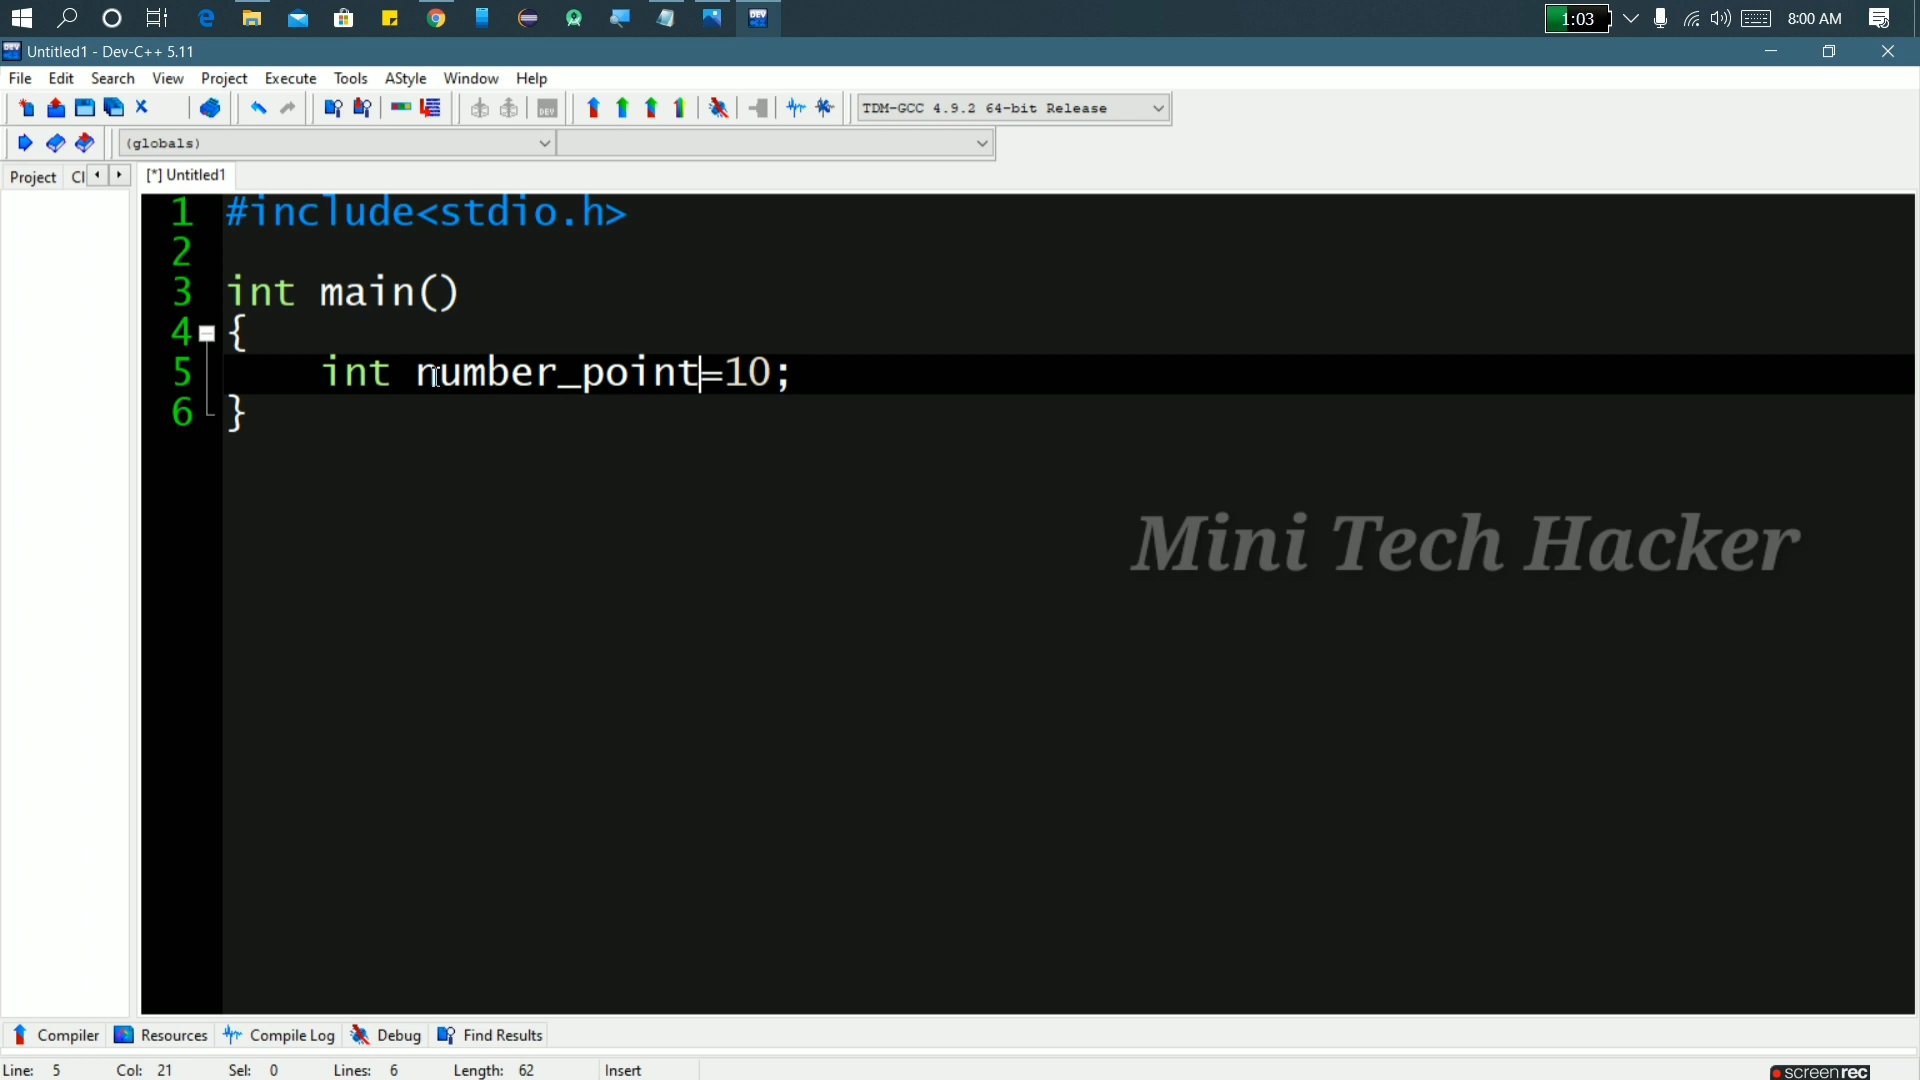 1:03 8:00 AM
Untitled1 - Dev-C++ 5.11
File Edit Search View Project Execute Tools AStyle Window Help
DEV TDM-GCC 4.9.2 64-bit Release
(globals)
Project Cl [*] Untitled1
1 #include<stdio.h>
2
3 int main()
4 {
5 int number_point=10;
6 }
Mini Tech Hacker
Compiler Resources Compile Log Debug Find Results
Line: 5 Col: 21 Sel: 0 Lines: 6 Length: 62 Insert
screenrec